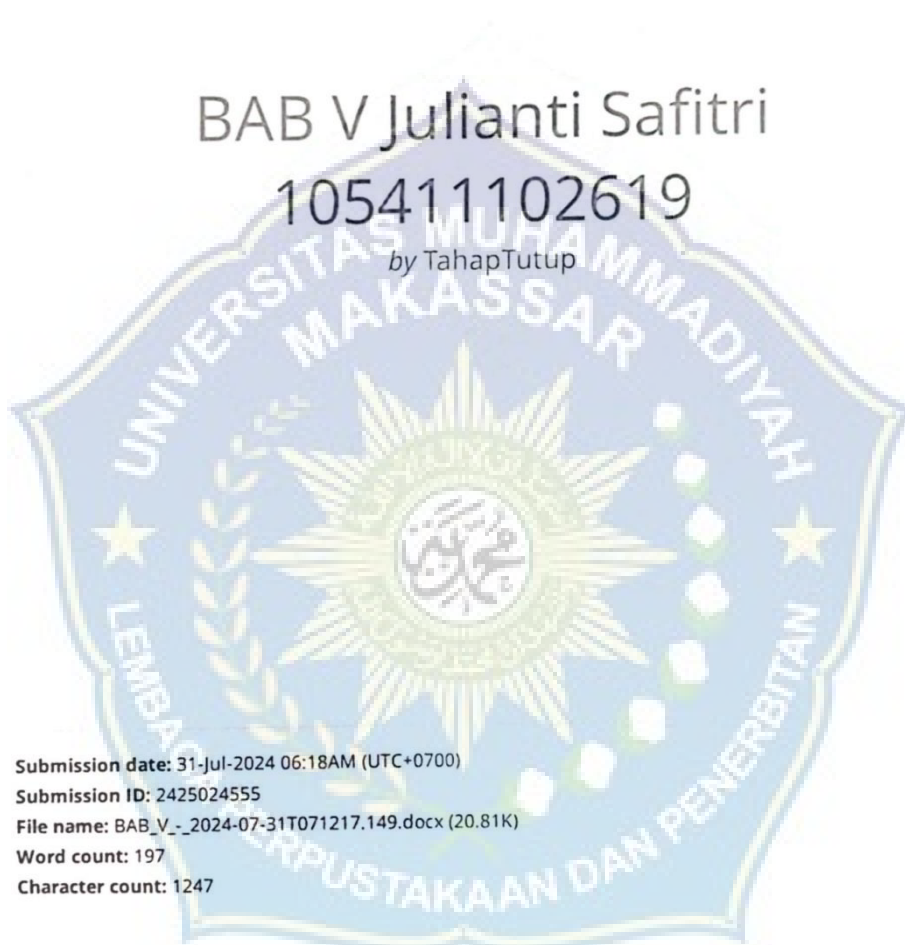 BAB V Julianti Safitri
105411102619
by TahapTutup
UNIVERSITAS MUHAMMADIYAH
MAKASSAR
محمد
LEMBAGA PERPUSTAKAAN DAN PENERBITAN
Submission date: 31-Jul-2024 06:18AM (UTC+0700)
Submission ID: 2425024555
File name: BAB_V_-_2024-07-31T071217.149.docx (20.81K)
Word count: 197
Character count: 1247